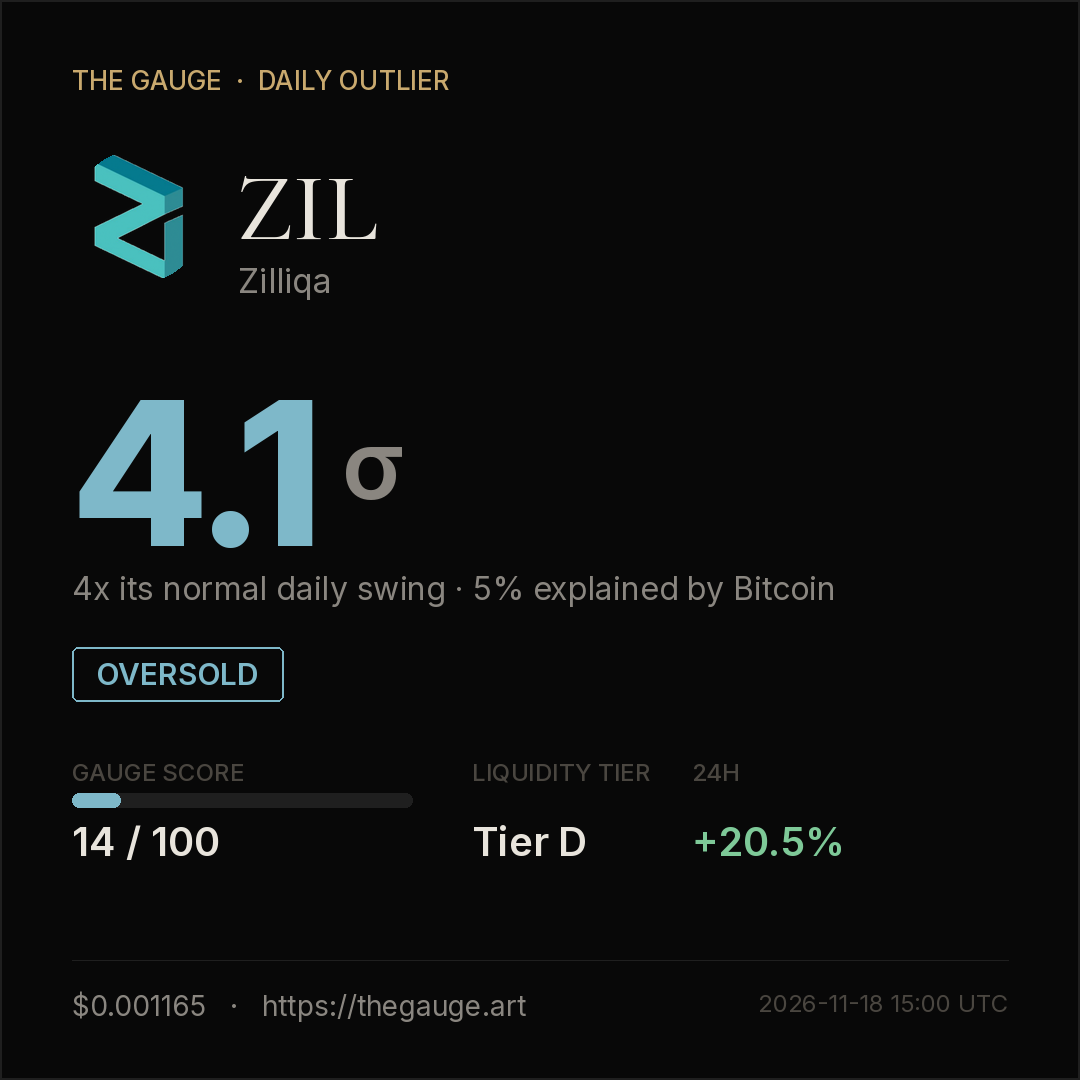 THE GAUGE · DAILY OUTLIER
ZIL
Zilliqa
4.1 σ
4x its normal daily swing · 5% explained by Bitcoin
OVERSOLD
GAUGE SCORE LIQUIDITY TIER 24H
14 / 100 Tier D +20.5%
$0.001165 · https://thegauge.art 2026-11-18 15:00 UTC